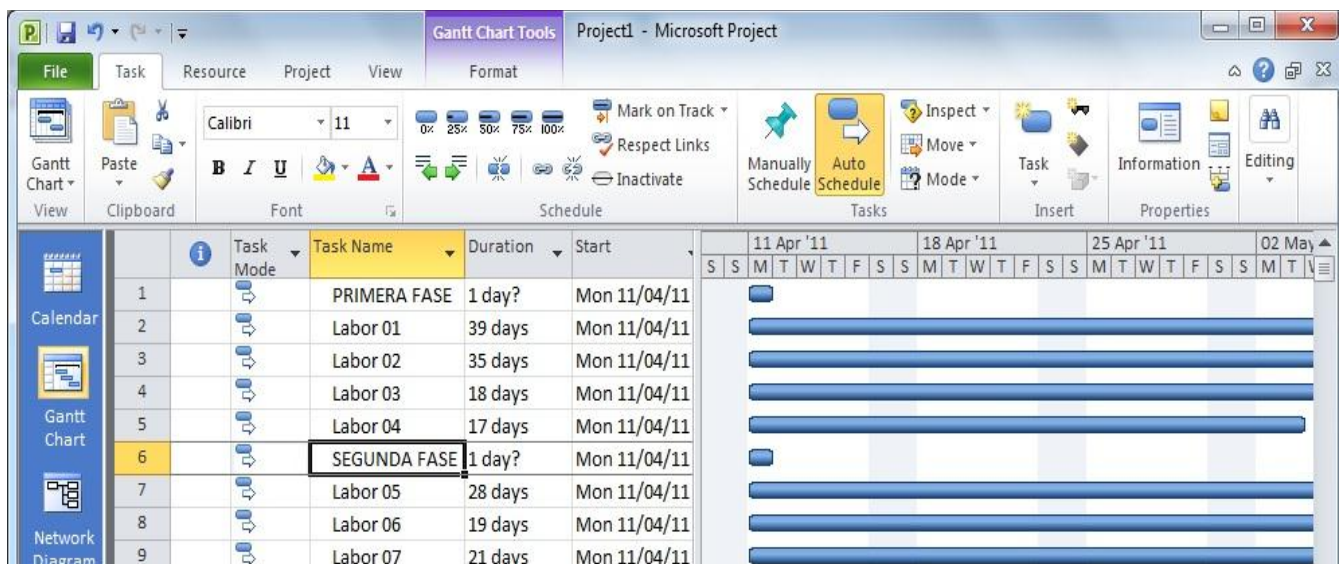 Gantt Chart Tools Project1 - Microsoft Project
File Task Resource Project View Format
Calibri 11 0% 25% 50% 75% 100% Mark on Track Inspect
Respect Links Move
Gantt Chart Paste B I U A Inactivate Manually Schedule Auto Schedule Mode Task Information Editing
View Clipboard Font Schedule Tasks Insert Properties
Task Mode Task Name Duration Start 11 Apr '11 18 Apr '11 25 Apr '11 02 May
S S M T W T F S S M T W T F S S M T W T F S S M T W
1 PRIMERA FASE 1 day? Mon 11/04/11
2 Labor 01 39 days Mon 11/04/11
3 Labor 02 35 days Mon 11/04/11
4 Labor 03 18 days Mon 11/04/11
5 Labor 04 17 days Mon 11/04/11
6 SEGUNDA FASE 1 day? Mon 11/04/11
7 Labor 05 28 days Mon 11/04/11
8 Labor 06 19 days Mon 11/04/11
9 Labor 07 21 days Mon 11/04/11
Calendar
Gantt
Chart
Network
Diagram